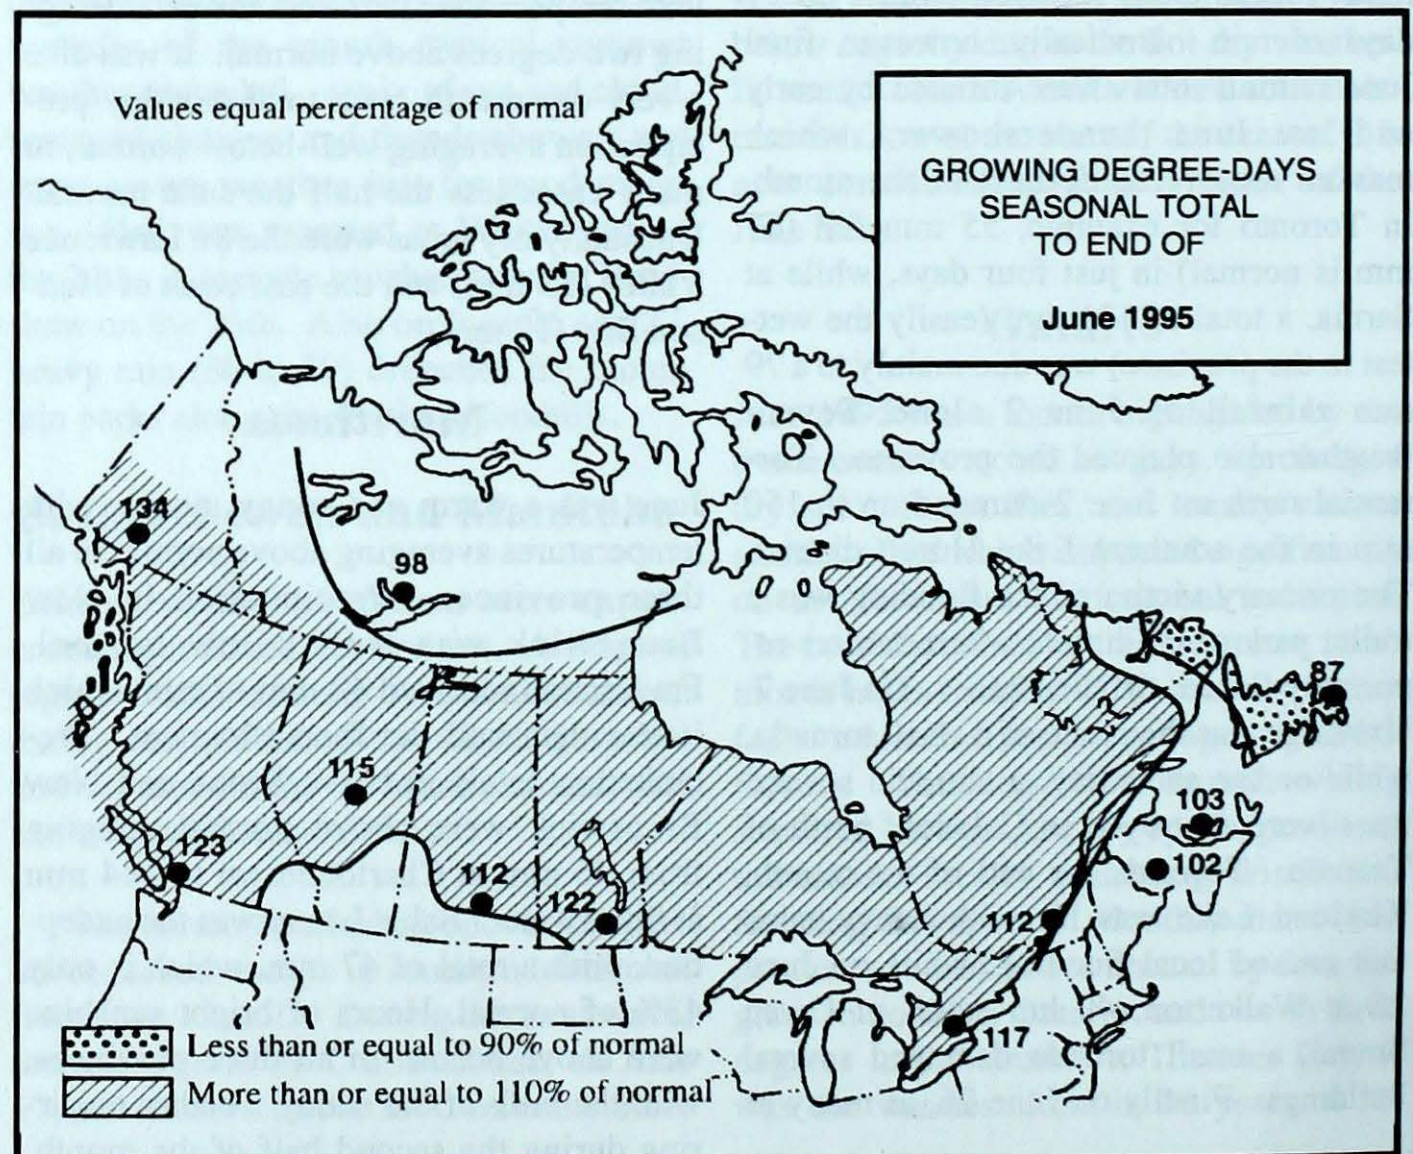 Values equal percentage of normal
GROWING DEGREE-DAYS
SEASONAL TOTAL
TO END OF
June 1995
134
98
87
115
103
123
102
112
122
112
117
Less than or equal to 90% of normal
More than or equal to 110% of normal